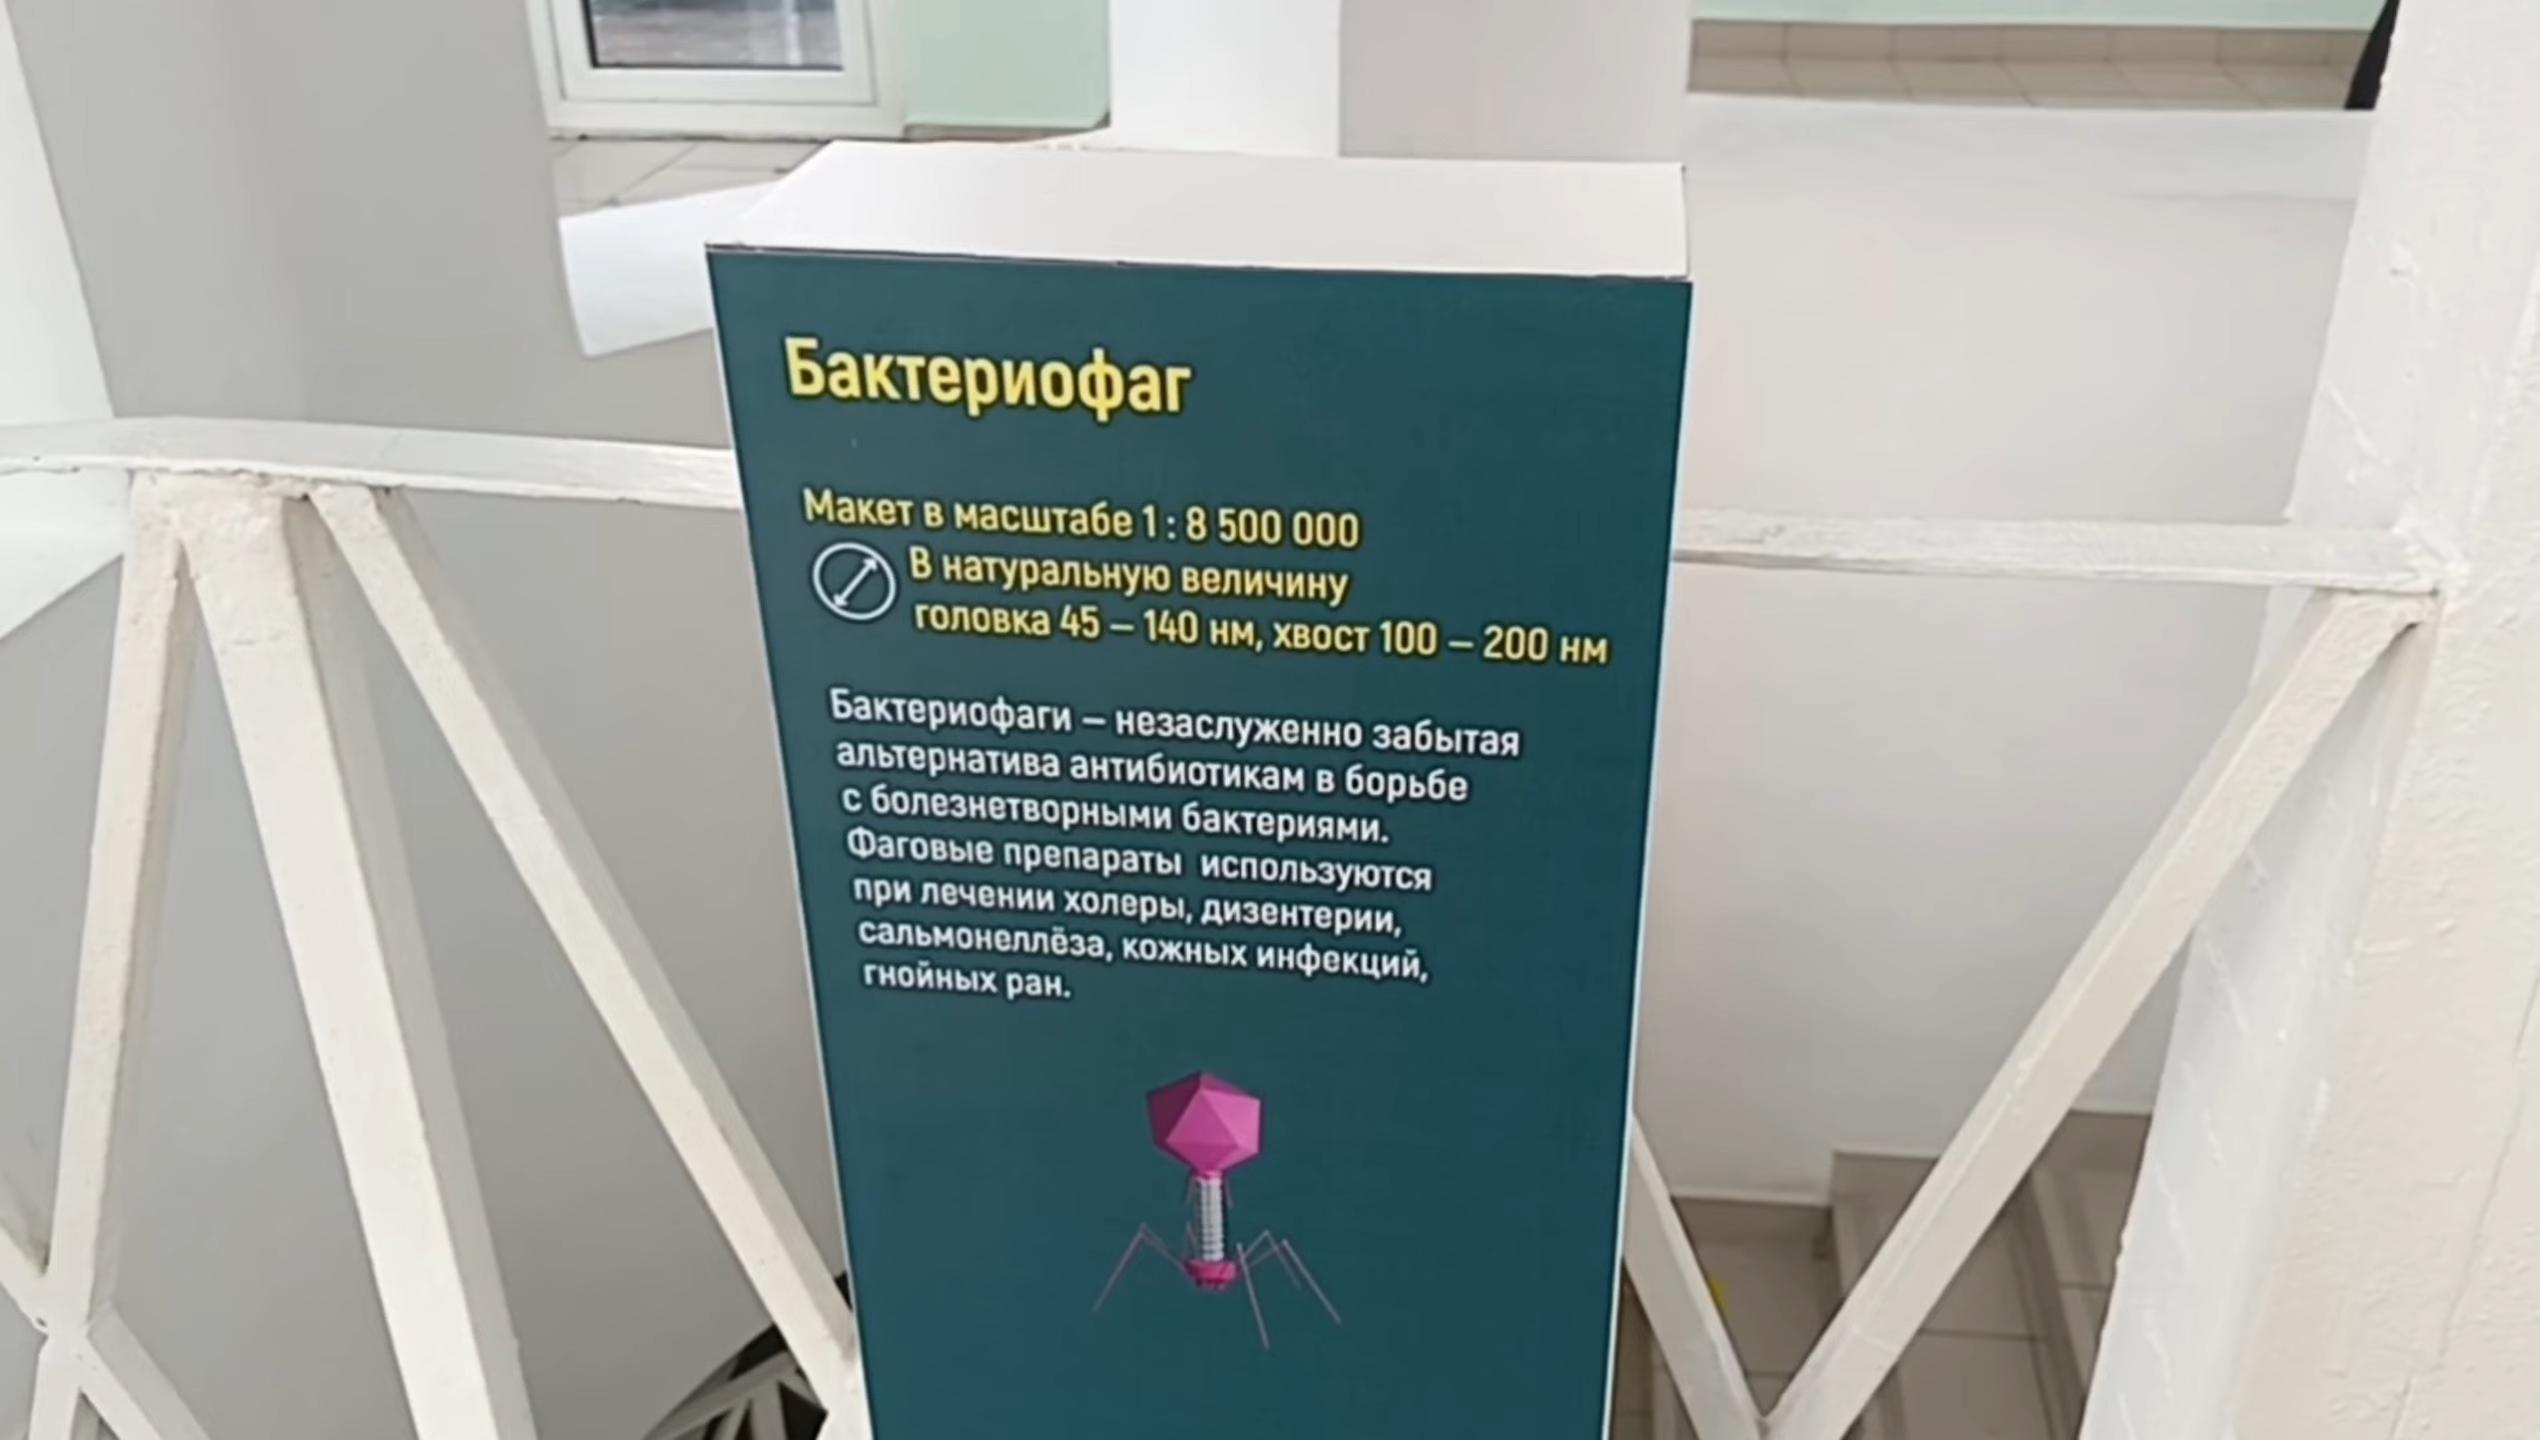 Бактериофаг
Макет в масштабе 1 : 8 500 000
В натуральную величину
головка 45 – 140 нм, хвост 100 – 200 нм
Бактериофаги – незаслуженно забытая
альтернатива антибиотикам в борьбе
с болезнетворными бактериями.
Фаговые препараты используются
при лечении холеры, дизентерии,
сальмонеллёза, кожных инфекций,
гнойных ран.